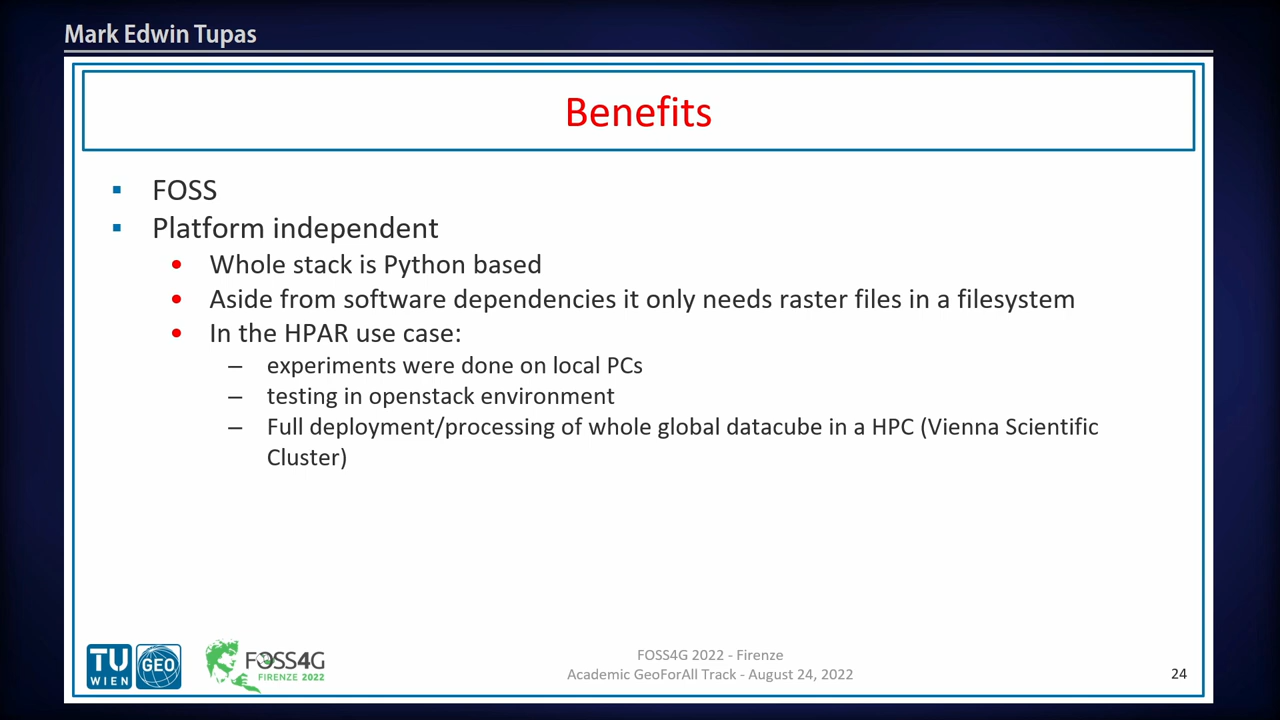 Mark Edwin Tupas
Benefits
▪ FOSS
▪ Platform independent
• Whole stack is Python based
• Aside from software dependencies it only needs raster files in a filesystem
• In the HPAR use case:
– experiments were done on local PCs
– testing in openstack environment
– Full deployment/processing of whole global datacube in a HPC (Vienna Scientific
Cluster)
TU
WIEN
GEO
FOSS4G
FIRENZE 2022
FOSS4G 2022 - Firenze
Academic GeoForAll Track - August 24, 2022
24